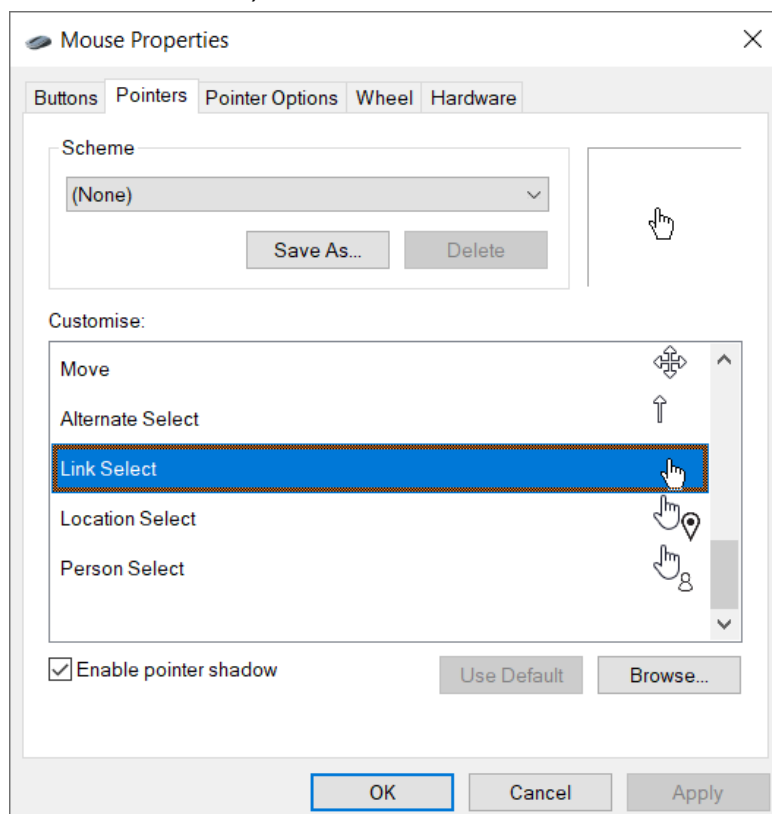 Mouse Properties
Buttons Pointers Pointer Options Wheel Hardware
Scheme
(None)
Save As... Delete
Customise:
Move
Alternate Select
Link Select
Location Select
Person Select
Enable pointer shadow
Use Default Browse...
OK Cancel Apply